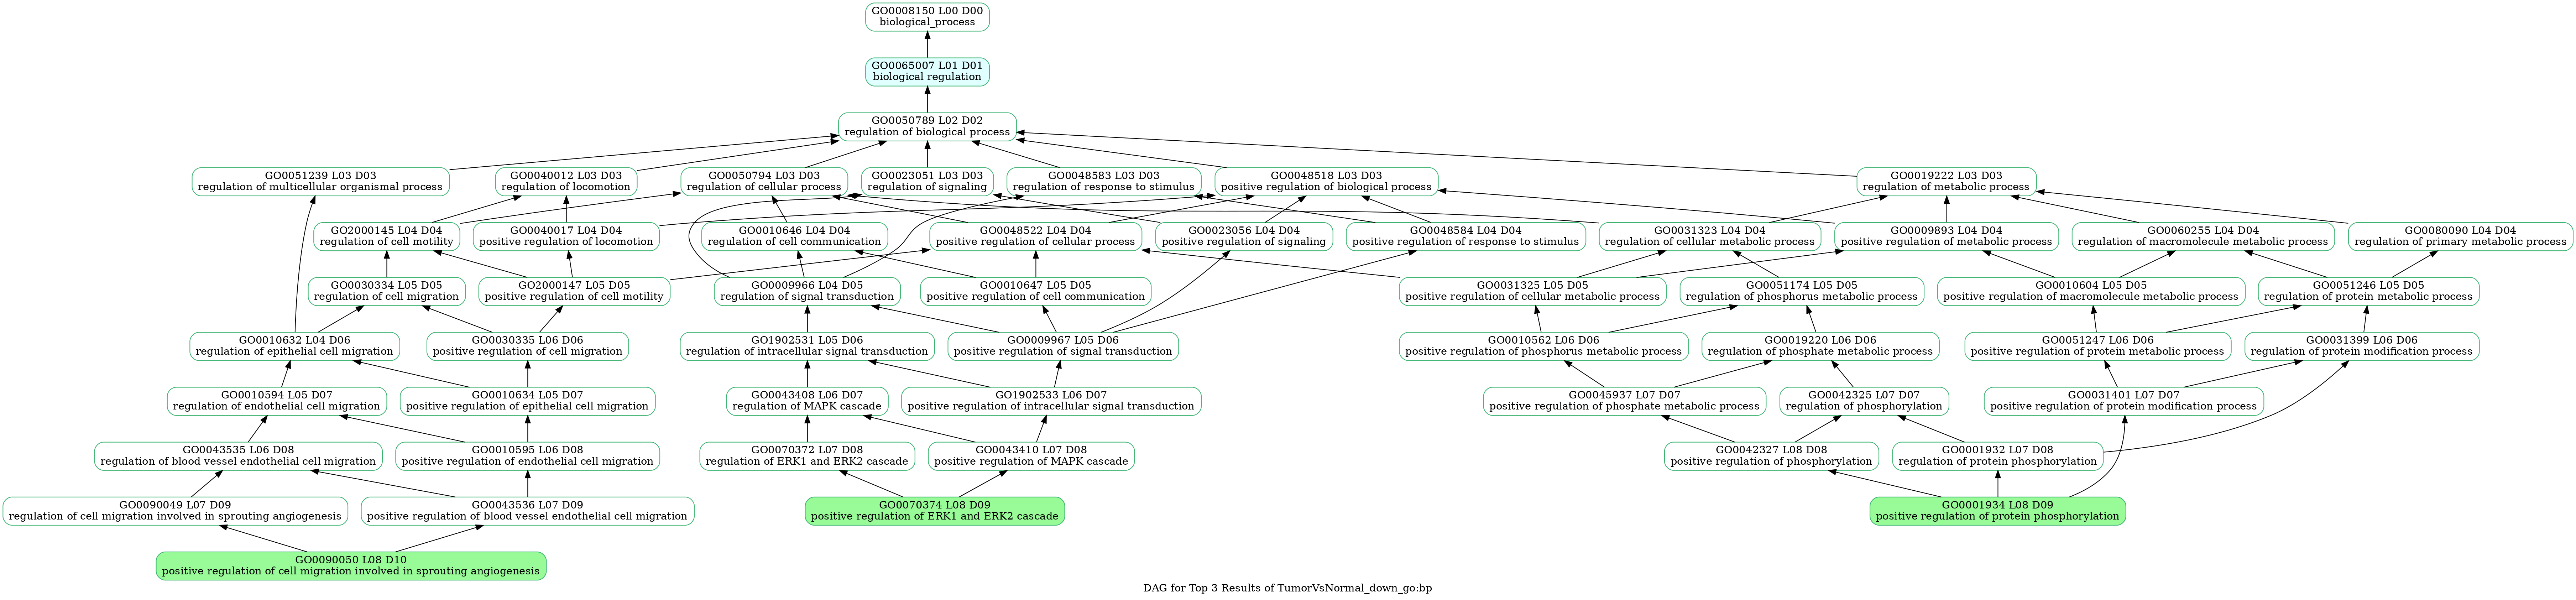 GO0008150 L00 D00
biological_process
GO0065007 L01 D01
biological regulation
GO0050789 L02 D02
regulation of biological process
GO0051239 L03 D03
regulation of multicellular organismal process
GO0040012 L03 D03
regulation of locomotion
GO0050794 L03 D03
regulation of cellular process
GO0023051 L03 D03
regulation of signaling
GO0048583 L03 D03
regulation of response to stimulus
GO0048518 L03 D03
positive regulation of biological process
GO0019222 L03 D03
regulation of metabolic process
GO2000145 L04 D04
regulation of cell motility
GO0040017 L04 D04
positive regulation of locomotion
GO0010646 L04 D04
regulation of cell communication
GO0048522 L04 D04
positive regulation of cellular process
GO0023056 L04 D04
positive regulation of signaling
GO0048584 L04 D04
positive regulation of response to stimulus
GO0031323 L04 D04
regulation of cellular metabolic process
GO0009893 L04 D04
positive regulation of metabolic process
GO0060255 L04 D04
regulation of macromolecule metabolic process
GO0080090 L04 D04
regulation of primary metabolic process
GO0030334 L05 D05
regulation of cell migration
GO2000147 L05 D05
positive regulation of cell motility
GO0009966 L04 D05
regulation of signal transduction
GO0010647 L05 D05
positive regulation of cell communication
GO0031325 L05 D05
positive regulation of cellular metabolic process
GO0051174 L05 D05
regulation of phosphorus metabolic process
GO0010604 L05 D05
positive regulation of macromolecule metabolic process
GO0051246 L05 D05
regulation of protein metabolic process
GO0010632 L04 D06
regulation of epithelial cell migration
GO0030335 L06 D06
positive regulation of cell migration
GO1902531 L05 D06
regulation of intracellular signal transduction
GO0009967 L05 D06
positive regulation of signal transduction
GO0010562 L06 D06
positive regulation of phosphorus metabolic process
GO0019220 L06 D06
regulation of phosphate metabolic process
GO0051247 L06 D06
positive regulation of protein metabolic process
GO0031399 L06 D06
regulation of protein modification process
GO0010594 L05 D07
regulation of endothelial cell migration
GO0010634 L05 D07
positive regulation of epithelial cell migration
GO0043408 L06 D07
regulation of MAPK cascade
GO1902533 L06 D07
positive regulation of intracellular signal transduction
GO0045937 L07 D07
positive regulation of phosphate metabolic process
GO0042325 L07 D07
regulation of phosphorylation
GO0031401 L07 D07
positive regulation of protein modification process
GO0043535 L06 D08
regulation of blood vessel endothelial cell migration
GO0010595 L06 D08
positive regulation of endothelial cell migration
GO0070372 L07 D08
regulation of ERK1 and ERK2 cascade
GO0043410 L07 D08
positive regulation of MAPK cascade
GO0042327 L08 D08
positive regulation of phosphorylation
GO0001932 L07 D08
regulation of protein phosphorylation
GO0090049 L07 D09
regulation of cell migration involved in sprouting angiogenesis
GO0043536 L07 D09
positive regulation of blood vessel endothelial cell migration
GO0070374 L08 D09
positive regulation of ERK1 and ERK2 cascade
GO0001934 L08 D09
positive regulation of protein phosphorylation
GO0090050 L08 D10
positive regulation of cell migration involved in sprouting angiogenesis
DAG for Top 3 Results of TumorVsNormal_down_go:bp